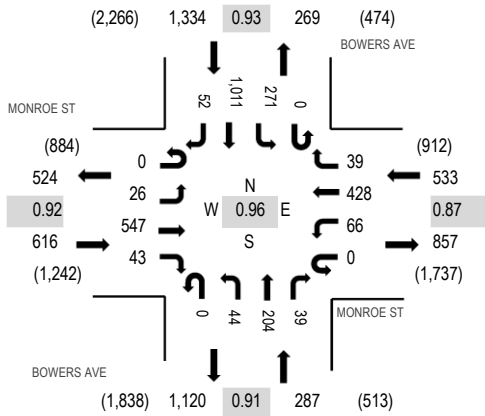 (2,266) 1,334 0.93 269 (474)
BOWERS AVE
MONROE ST
52 1,011 271 0
(884)
(912)
0
39
524
533
26
428
N
0.92
W 0.96 E
0.87
547
66
S
616
857
43
0
(1,242)
(1,737)
0 44 204 39
MONROE ST
BOWERS AVE
(1,838) 1,120 0.91 287 (513)